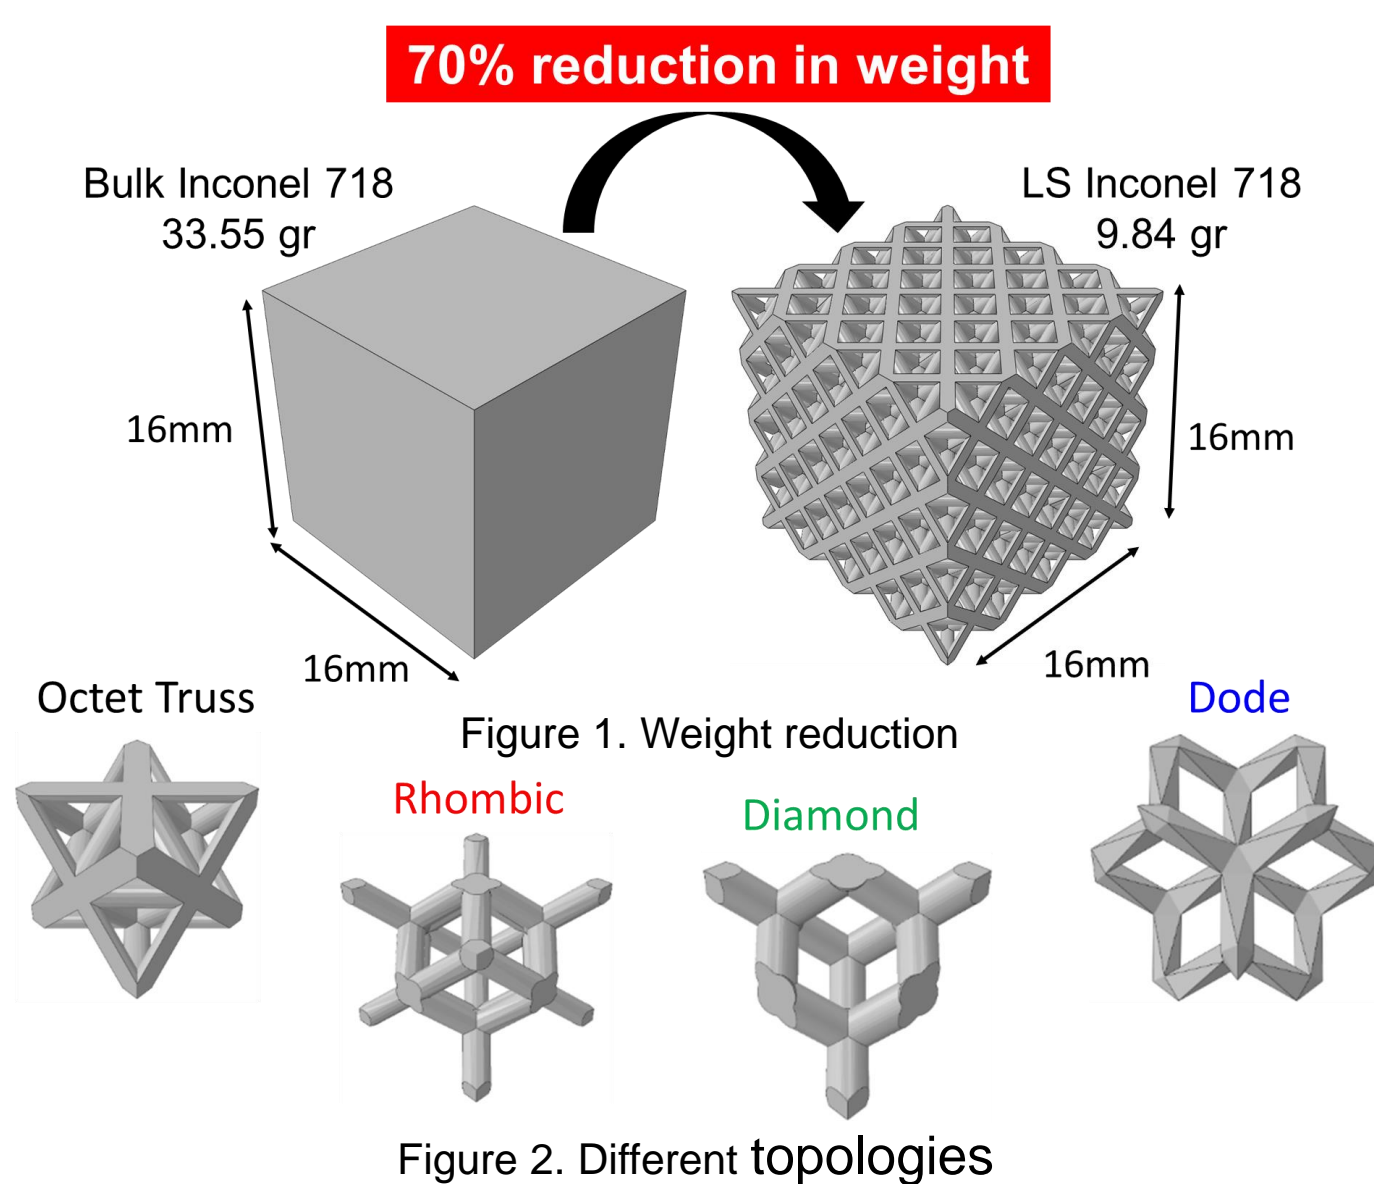 70% reduction in weight
Bulk Inconel 718
33.55 gr
LS Inconel 718
9.84 gr
16mm
16mm
16mm
16mm
Octet Truss
Dode
Figure 1. Weight reduction
Rhombic
Diamond
Figure 2. Different topologies